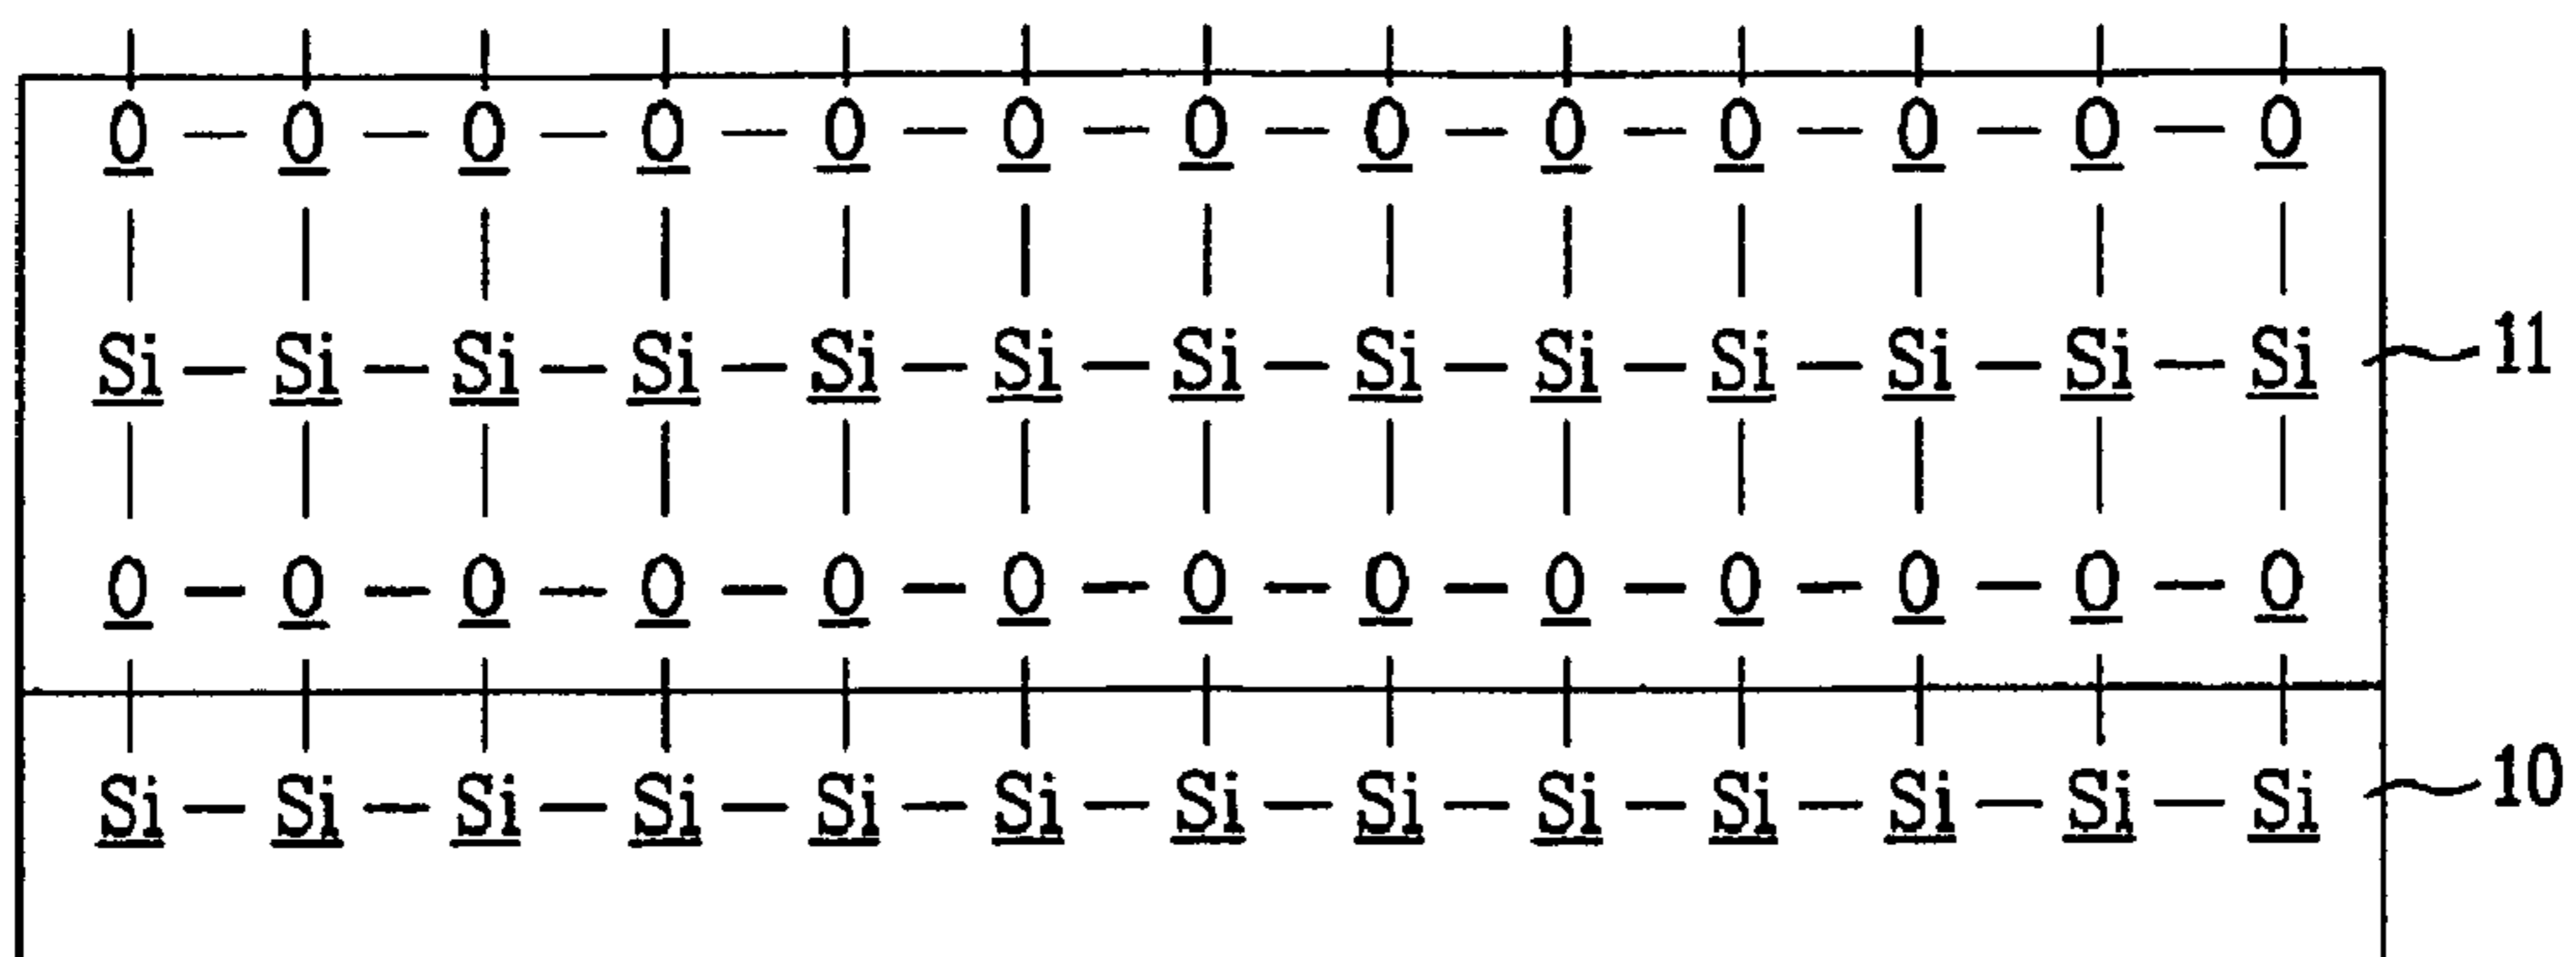 O — O — O — O — O — O — O — O — O — O — O — O — O
Si — Si — Si — Si — Si — Si — Si — Si — Si — Si — Si — Si — Si 11
O — O — O — O — O — O — O — O — O — O — O — O — O
Si — Si — Si — Si — Si — Si — Si — Si — Si — Si — Si — Si — Si 10